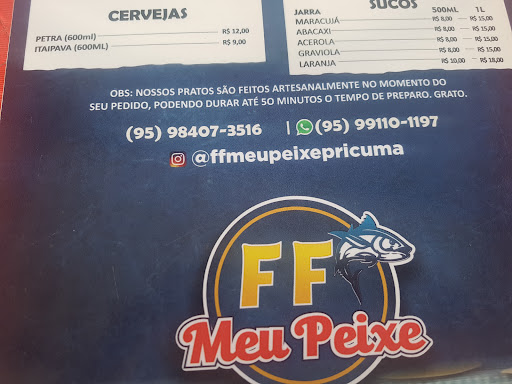 CERVEJAS
PETRA (600ml) R$ 12,00
ITAIPAVA (600ML) R$ 9,00
SUCOS
JARRA 500ML 1L
MARACUJÁ R$ 8,00 R$ 15,00
ABACAXI R$ 8,00 R$ 15,00
ACEROLA R$ 8,00 R$ 15,00
GRAVIOLA R$ 8,00 R$ 15,00
LARANJA R$ 10,00 R$ 18,00
OBS: NOSSOS PRATOS SÃO FEITOS ARTESANALMENTE NO MOMENTO DO
SEU PEDIDO, PODENDO DURAR ATÉ 50 MINUTOS O TEMPO DE PREPARO. GRATO.
(95) 98407-3516 | (95) 99110-1197
@ffmeupeixepricuma
FF
Meu Peixe